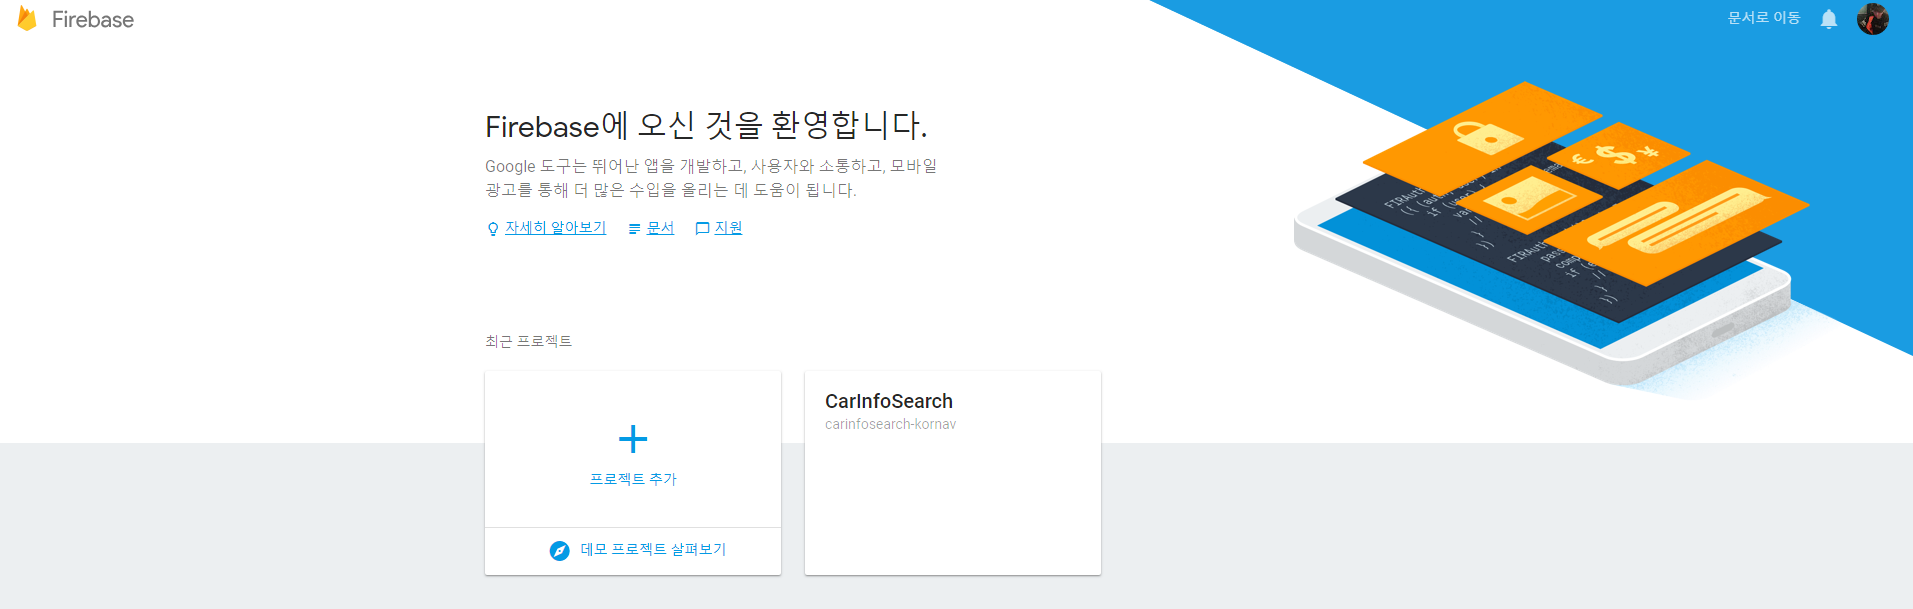 Firebase
문서로 이동
Firebase에 오신 것을 환영합니다.
Google 도구는 뛰어난 앱을 개발하고, 사용자와 소통하고, 모바일
광고를 통해 더 많은 수입을 올리는 데 도움이 됩니다.
자세히 알아보기
문서
지원
최근 프로젝트
프로젝트 추가
데모 프로젝트 살펴보기
CarInfoSearch
carinfosearch-kornav